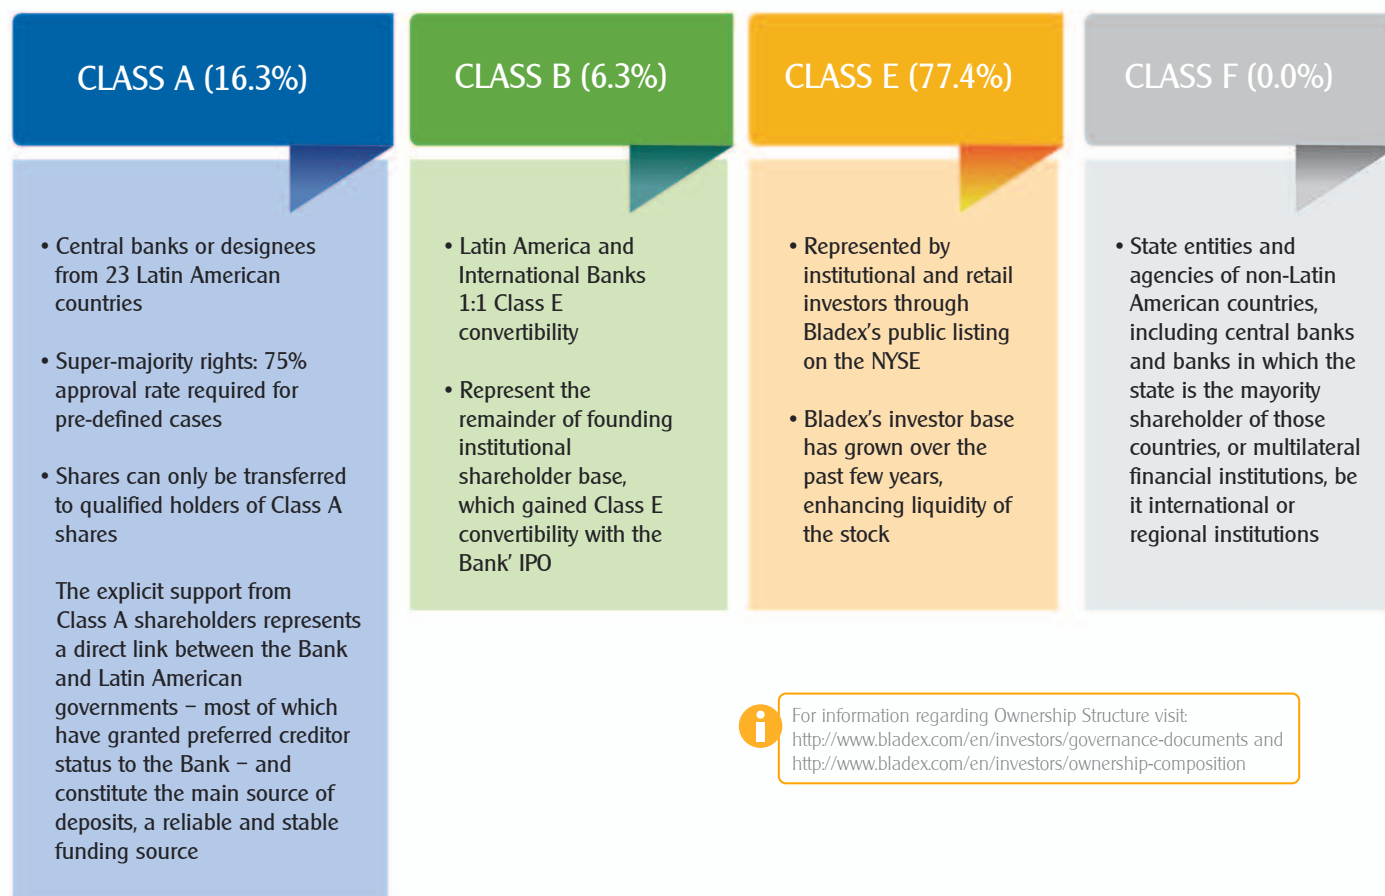 CLASS A (16.3%)
• Central banks or designees
from 23 Latin American
countries
• Super-majority rights: 75%
approval rate required for
pre-defined cases
• Shares can only be transferred
to qualified holders of Class A
shares
The explicit support from
Class A shareholders represents
a direct link between the Bank
and Latin American
governments – most of which
have granted preferred creditor
status to the Bank – and
constitute the main source of
deposits, a reliable and stable
funding source
CLASS B (6.3%)
• Latin America and
International Banks
1:1 Class E
convertibility
• Represent the
remainder of founding
institutional
shareholder base,
which gained Class E
convertibility with the
Bank’ IPO
CLASS E (77.4%)
• Represented by
institutional and retail
investors through
Bladex’s public listing
on the NYSE
• Bladex’s investor base
has grown over the
past few years,
enhancing liquidity of
the stock
CLASS F (0.0%)
• State entities and
agencies of non-Latin
American countries,
including central banks
and banks in which the
state is the mayority
shareholder of those
countries, or multilateral
financial institutions, be
it international or
regional institutions
For information regarding Ownership Structure visit:
http://www.bladex.com/en/investors/governance-documents and
http://www.bladex.com/en/investors/ownership-composition